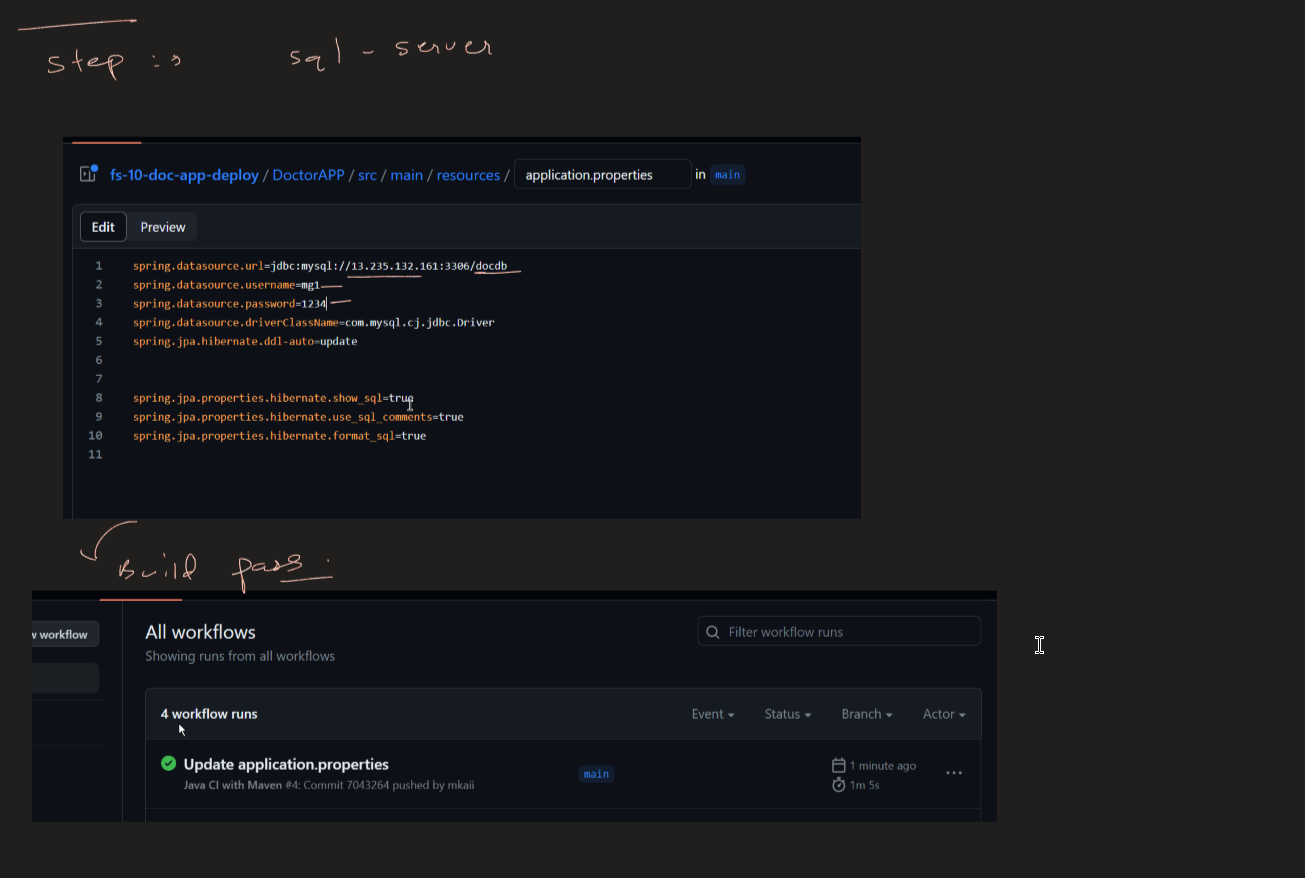 step :→ sql - server
fs-10-doc-app-deploy / DoctorAPP / src / main / resources / application.properties in main
Edit Preview
1 spring.datasource.url=jdbc:mysql://13.235.132.161:3306/docdb
2 spring.datasource.username=mg1
3 spring.datasource.password=1234
4 spring.datasource.driverClassName=com.mysql.cj.jdbc.Driver
5 spring.jpa.hibernate.ddl-auto=update
6
7
8 spring.jpa.properties.hibernate.show_sql=true
9 spring.jpa.properties.hibernate.use_sql_comments=true
10 spring.jpa.properties.hibernate.format_sql=true
11
Build pass.
w workflow
All workflows
Filter workflow runs
Showing runs from all workflows
4 workflow runs Event Status Branch Actor
Update application.properties
main
1 minute ago
Java CI with Maven #4: Commit 7043264 pushed by mkaii
1m 5s